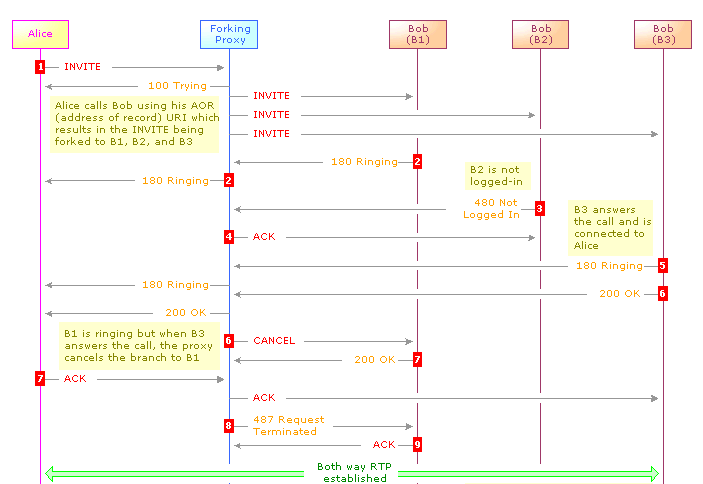 Alice
Forking
Proxy
Bob
(B1)
Bob
(B2)
Bob
(B3)
1 INVITE
100 Trying
INVITE
Alice calls Bob using his AOR
(address of record) URI which
results in the INVITE being
forked to B1, B2, and B3
INVITE
INVITE
180 Ringing 2
180 Ringing 2
B2 is not
logged-in
480 Not
Logged In
3
B3 answers
the call and is
connected to
Alice
4 ACK
180 Ringing 5
180 Ringing
200 OK 6
200 OK
B1 is ringing but when B3
answers the call, the proxy
cancels the branch to B1
6 CANCEL
200 OK 7
7 ACK
ACK
8 487 Request
Terminated
ACK 9
Both way RTP
established